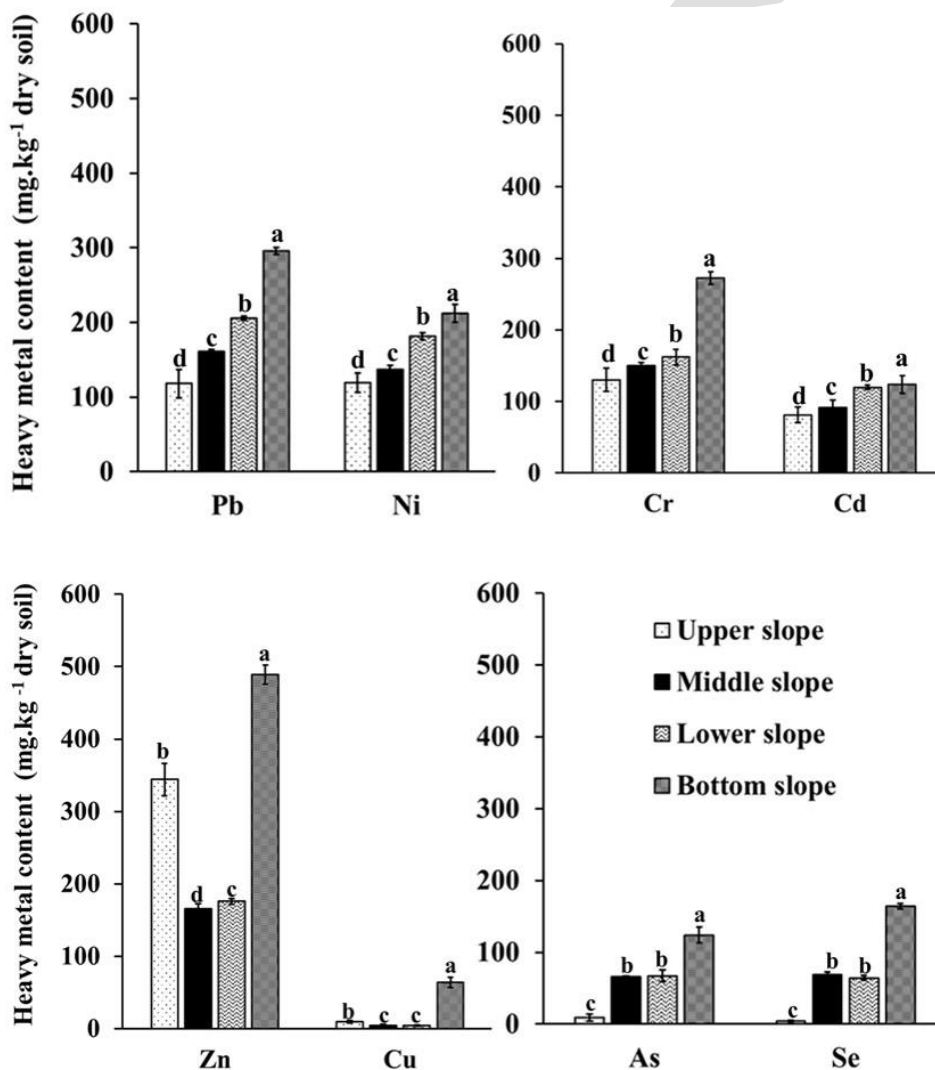 Heavy metal content (mg.kg-1 dry soil)
600
500
400
300
200
100
0
d
c
b
a
d
c
b
a
Pb
Ni
600
500
400
300
200
100
0
d
c
b
a
d
c
b
a
Cr
Cd
Heavy metal content (mg.kg -1 dry soil)
600
500
400
300
200
100
0
b
d
c
a
b
c
c
a
Zn
Cu
600
500
400
300
200
100
0
Upper slope
Middle slope
Lower slope
Bottom slope
c
b
b
a
c
b
b
a
As
Se